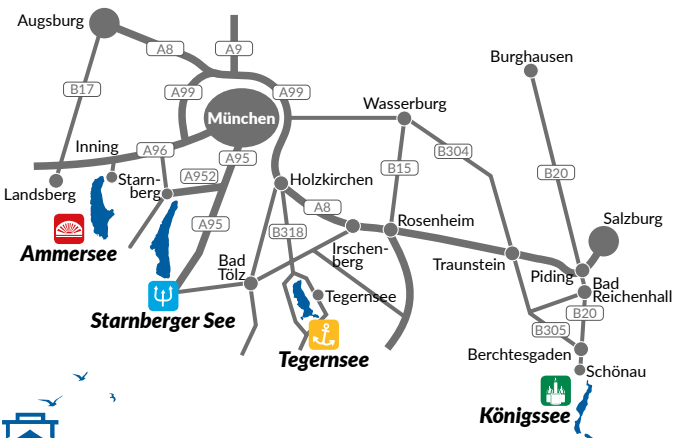 Augsburg
A8
A9
Burghausen
B17
A99
A99
München
Wasserburg
Inning
A96
A95
B304
Landsberg
Starn-
berg
A952
Holzkirchen
B15
B20
A8
Ammersee
A95
B318
Rosenheim
Salzburg
Irschen-
berg
Bad
Tölz
Traunstein
Piding
Bad
Reichenhall
Tegernsee
Starnberger See
B20
B305
Tegernsee
Berchtesgaden
Schönau
Königssee